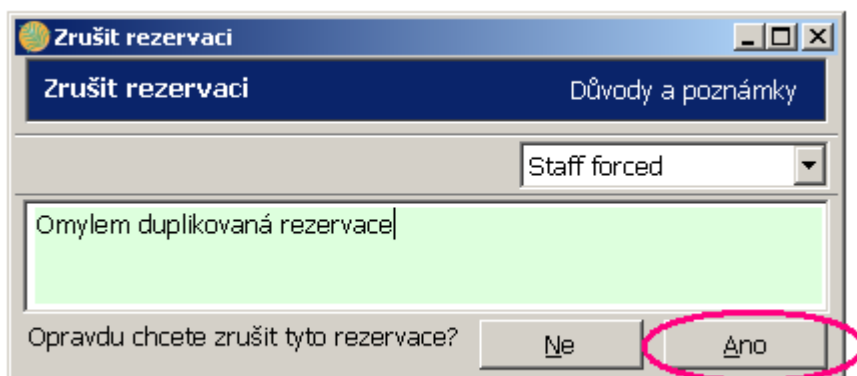 Zrušit rezervaci
Zrušit rezervaci Důvody a poznámky
Staff forced
Omylem duplikovaná rezervace
Opravdu chcete zrušit tyto rezervace? Ne Ano